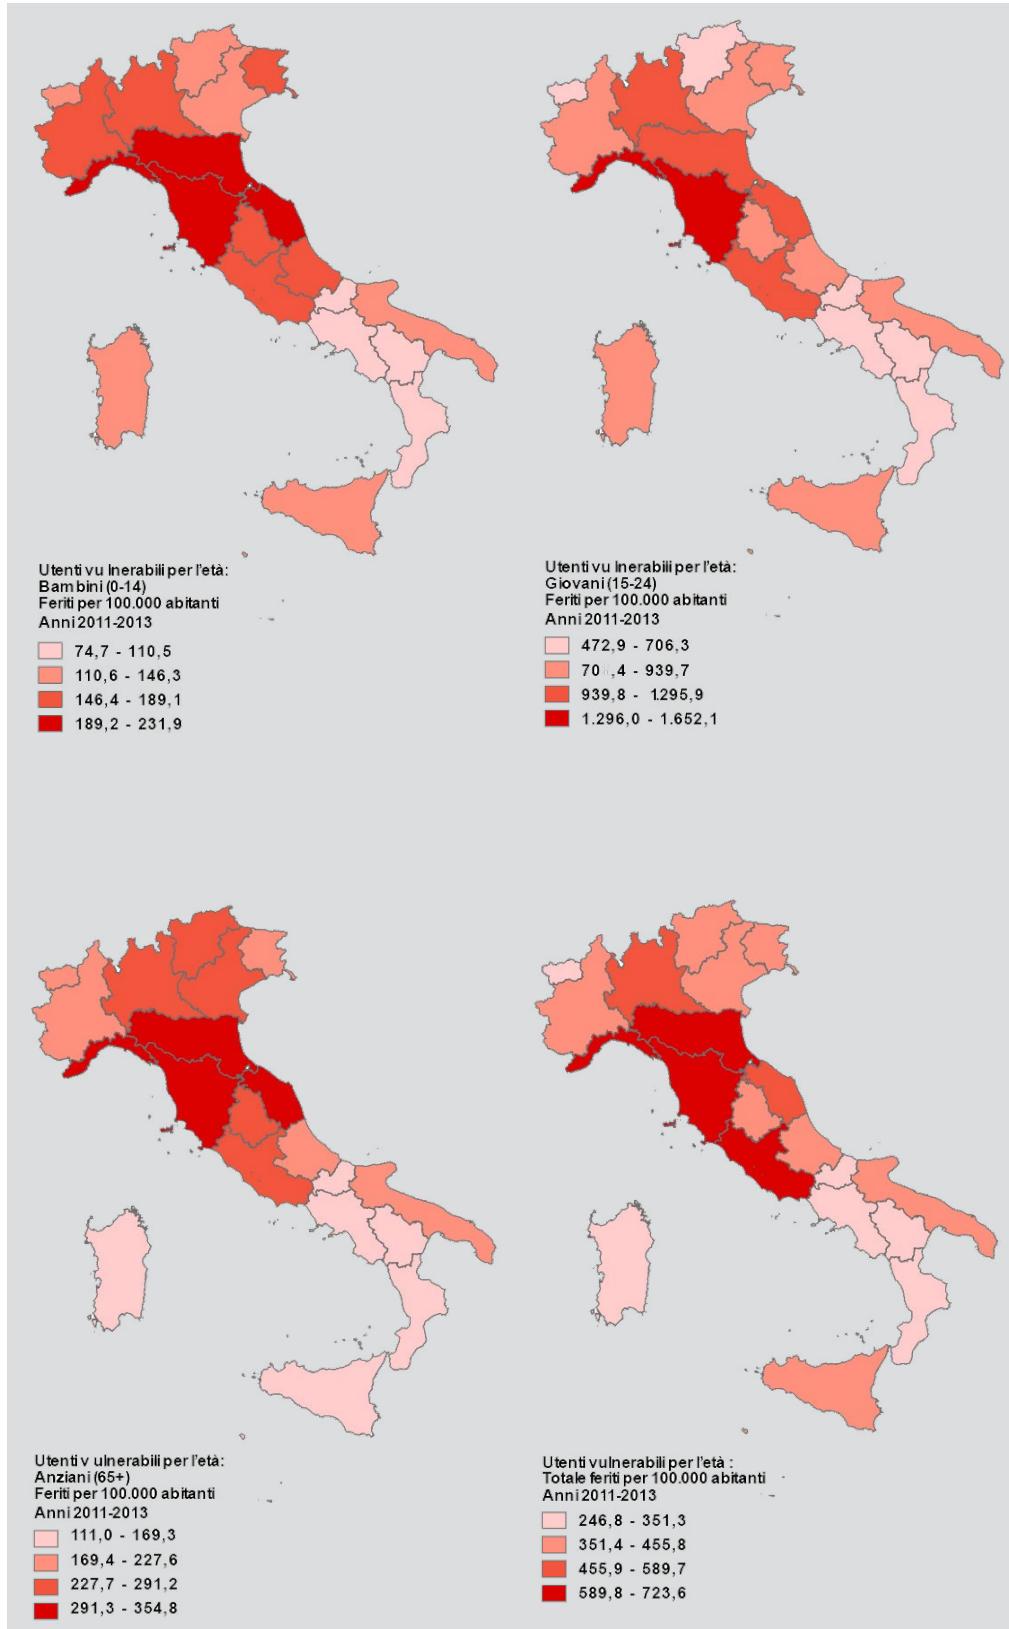 Utenti vu lnerabili per l'età:
Bambini (0-14)
Feriti per 100.000 abitanti
Anni 2011-2013
74,7 - 110,5
110,6 - 146,3
146,4 - 189,1
189,2 - 231,9
Utenti vu lnerabili per l'età:
Giovani (15-24)
Feriti per 100.000 abitanti
Anni 2011-2013
472,9 - 706,3
,4 - 939,7
939,8 - 1.295,9
1.296,0 - 1.652,1
Utenti v ulnerabili per l'età:
Anziani (65+)
Feriti per 100.000 abitanti
Anni 2011-2013
111,0 - 169,3
169,4 - 227,6
227,7 - 291,2
291,3 - 354,8
Utenti vulnerabili per l'età :
Totale feriti per 100.000 abitanti
Anni 2011-2013
246,8 - 351,3
351,4 - 455,8
455,9 - 589,7
589,8 - 723,6